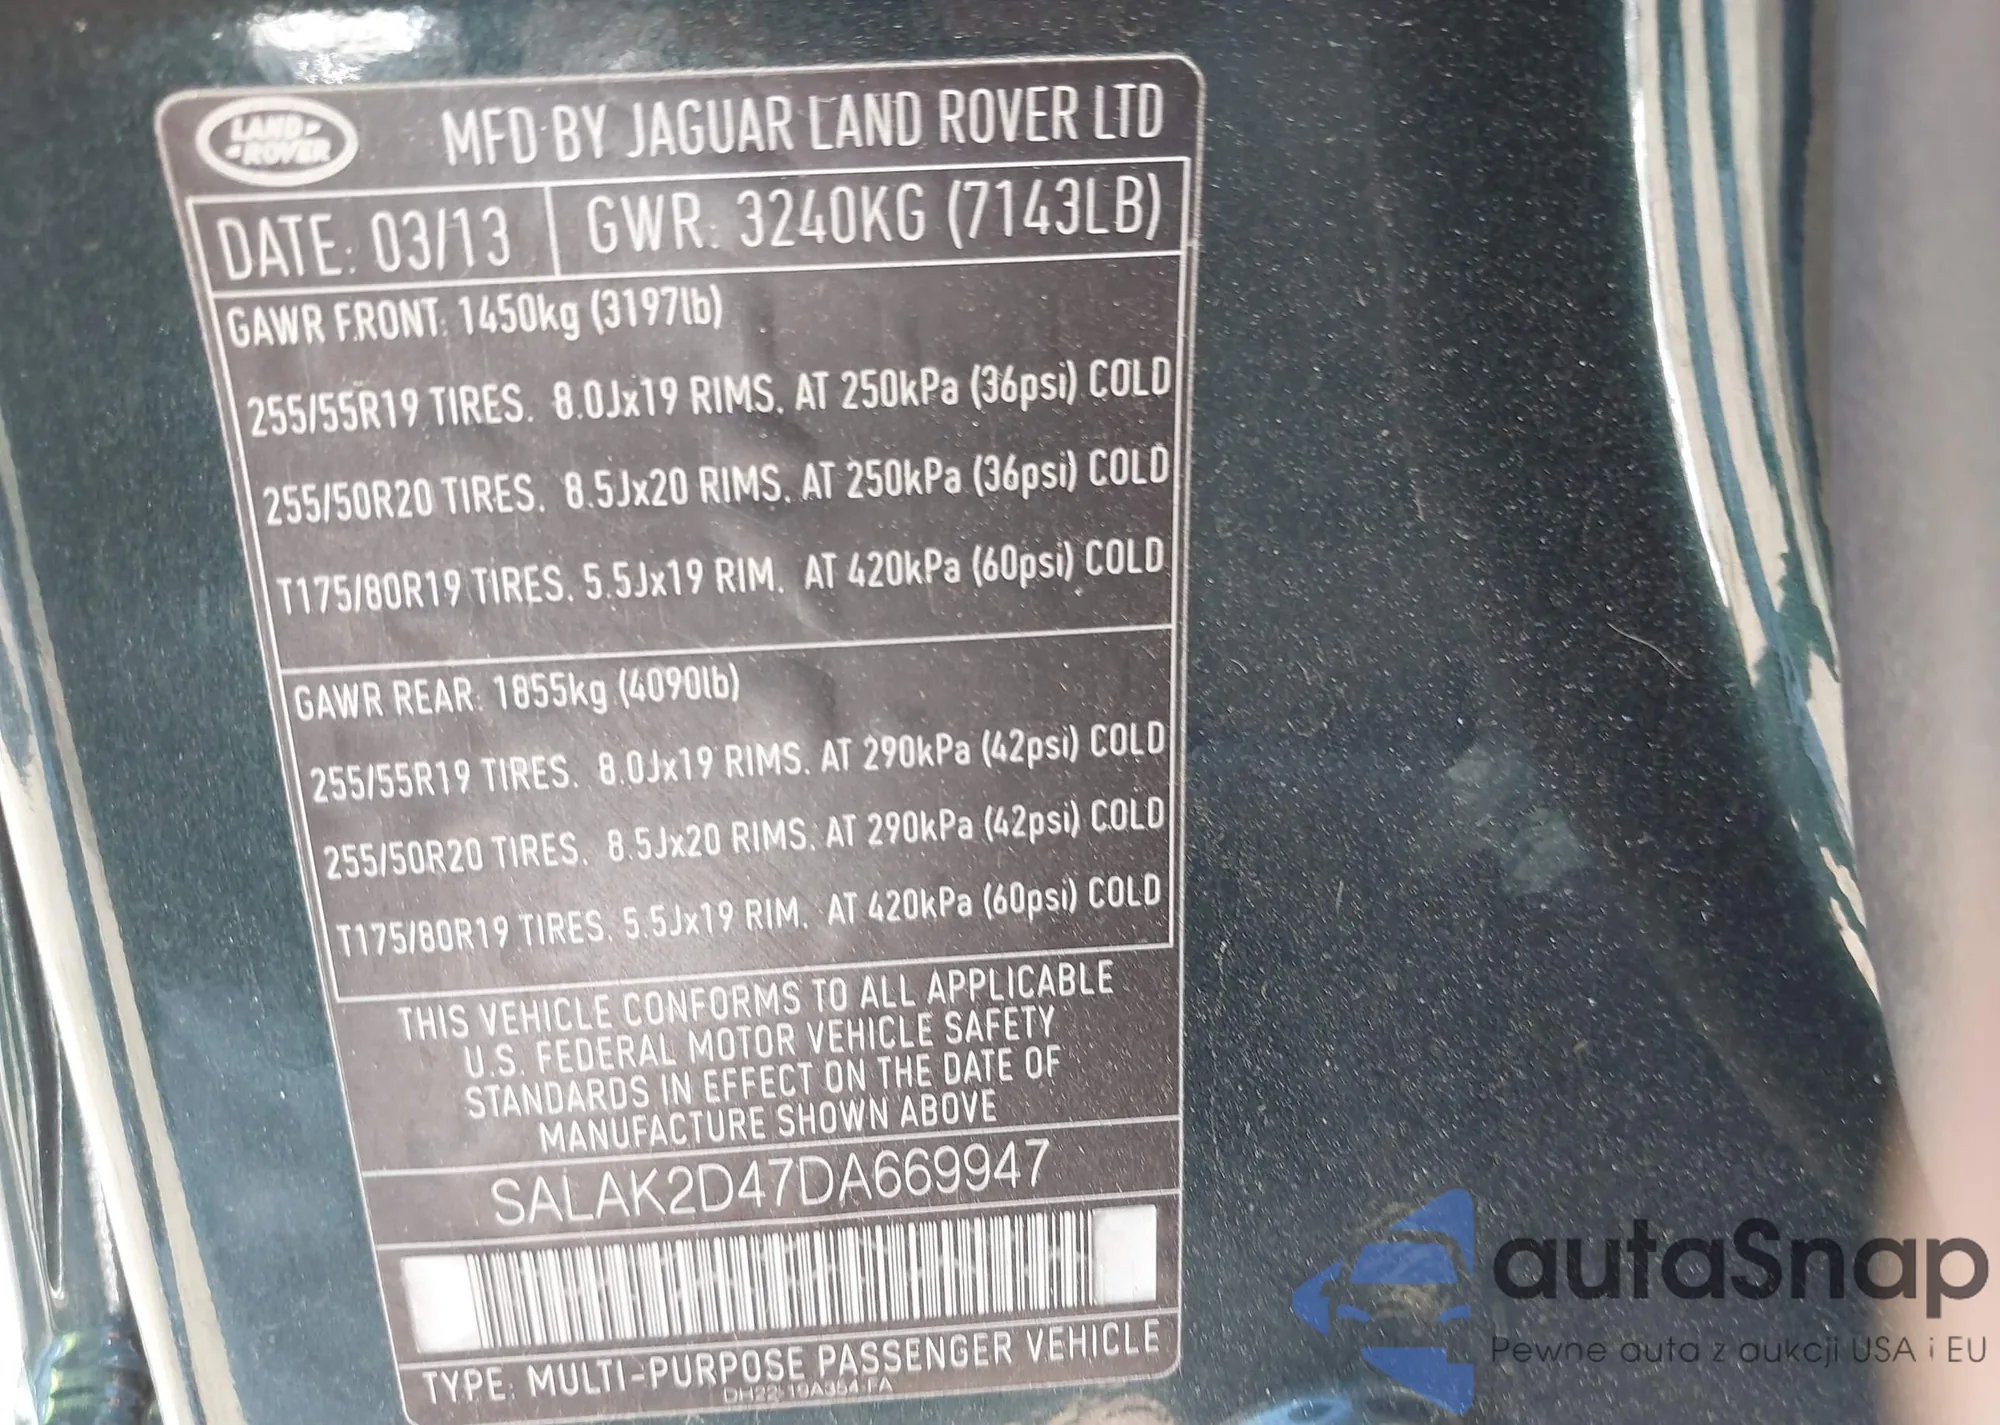 LAND ROVER
MFD BY JAGUAR LAND ROVER LTD
DATE: 03/13 GWR: 3240KG (7143LB)
GAWR FRONT: 1450kg (3197lb)
255/55R19 TIRES. 8.0Jx19 RIMS. AT 250kPa (36psi) COLD
255/50R20 TIRES. 8.5Jx20 RIMS. AT 250kPa (36psi) COLD
T175/80R19 TIRES. 5.5Jx19 RIM. AT 420kPa (60psi) COLD
GAWR REAR: 1855kg (4090lb)
255/55R19 TIRES. 8.0Jx19 RIMS. AT 290kPa (42psi) COLD
255/50R20 TIRES. 8.5Jx20 RIMS. AT 290kPa (42psi) COLD
T175/80R19 TIRES. 5.5Jx19 RIM. AT 420kPa (60psi) COLD
THIS VEHICLE CONFORMS TO ALL APPLICABLE
U.S. FEDERAL MOTOR VEHICLE SAFETY
STANDARDS IN EFFECT ON THE DATE OF
MANUFACTURE SHOWN ABOVE
SALAK2D47DA669947
TYPE: MULTI-PURPOSE PASSENGER VEHICLE
DH22-19A354-FA
autaSnap
Pewne auta z aukcji USA i EU